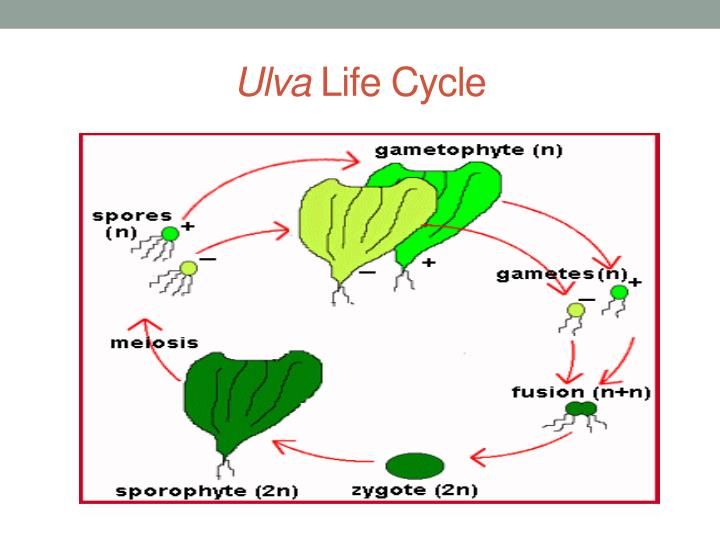 Ulva Life Cycle
gametophyte (n)
spores
(n)
+
–
–
+
gametes(n)
+
–
meiosis
fusion (n+n)
sporophyte (2n)
zygote (2n)